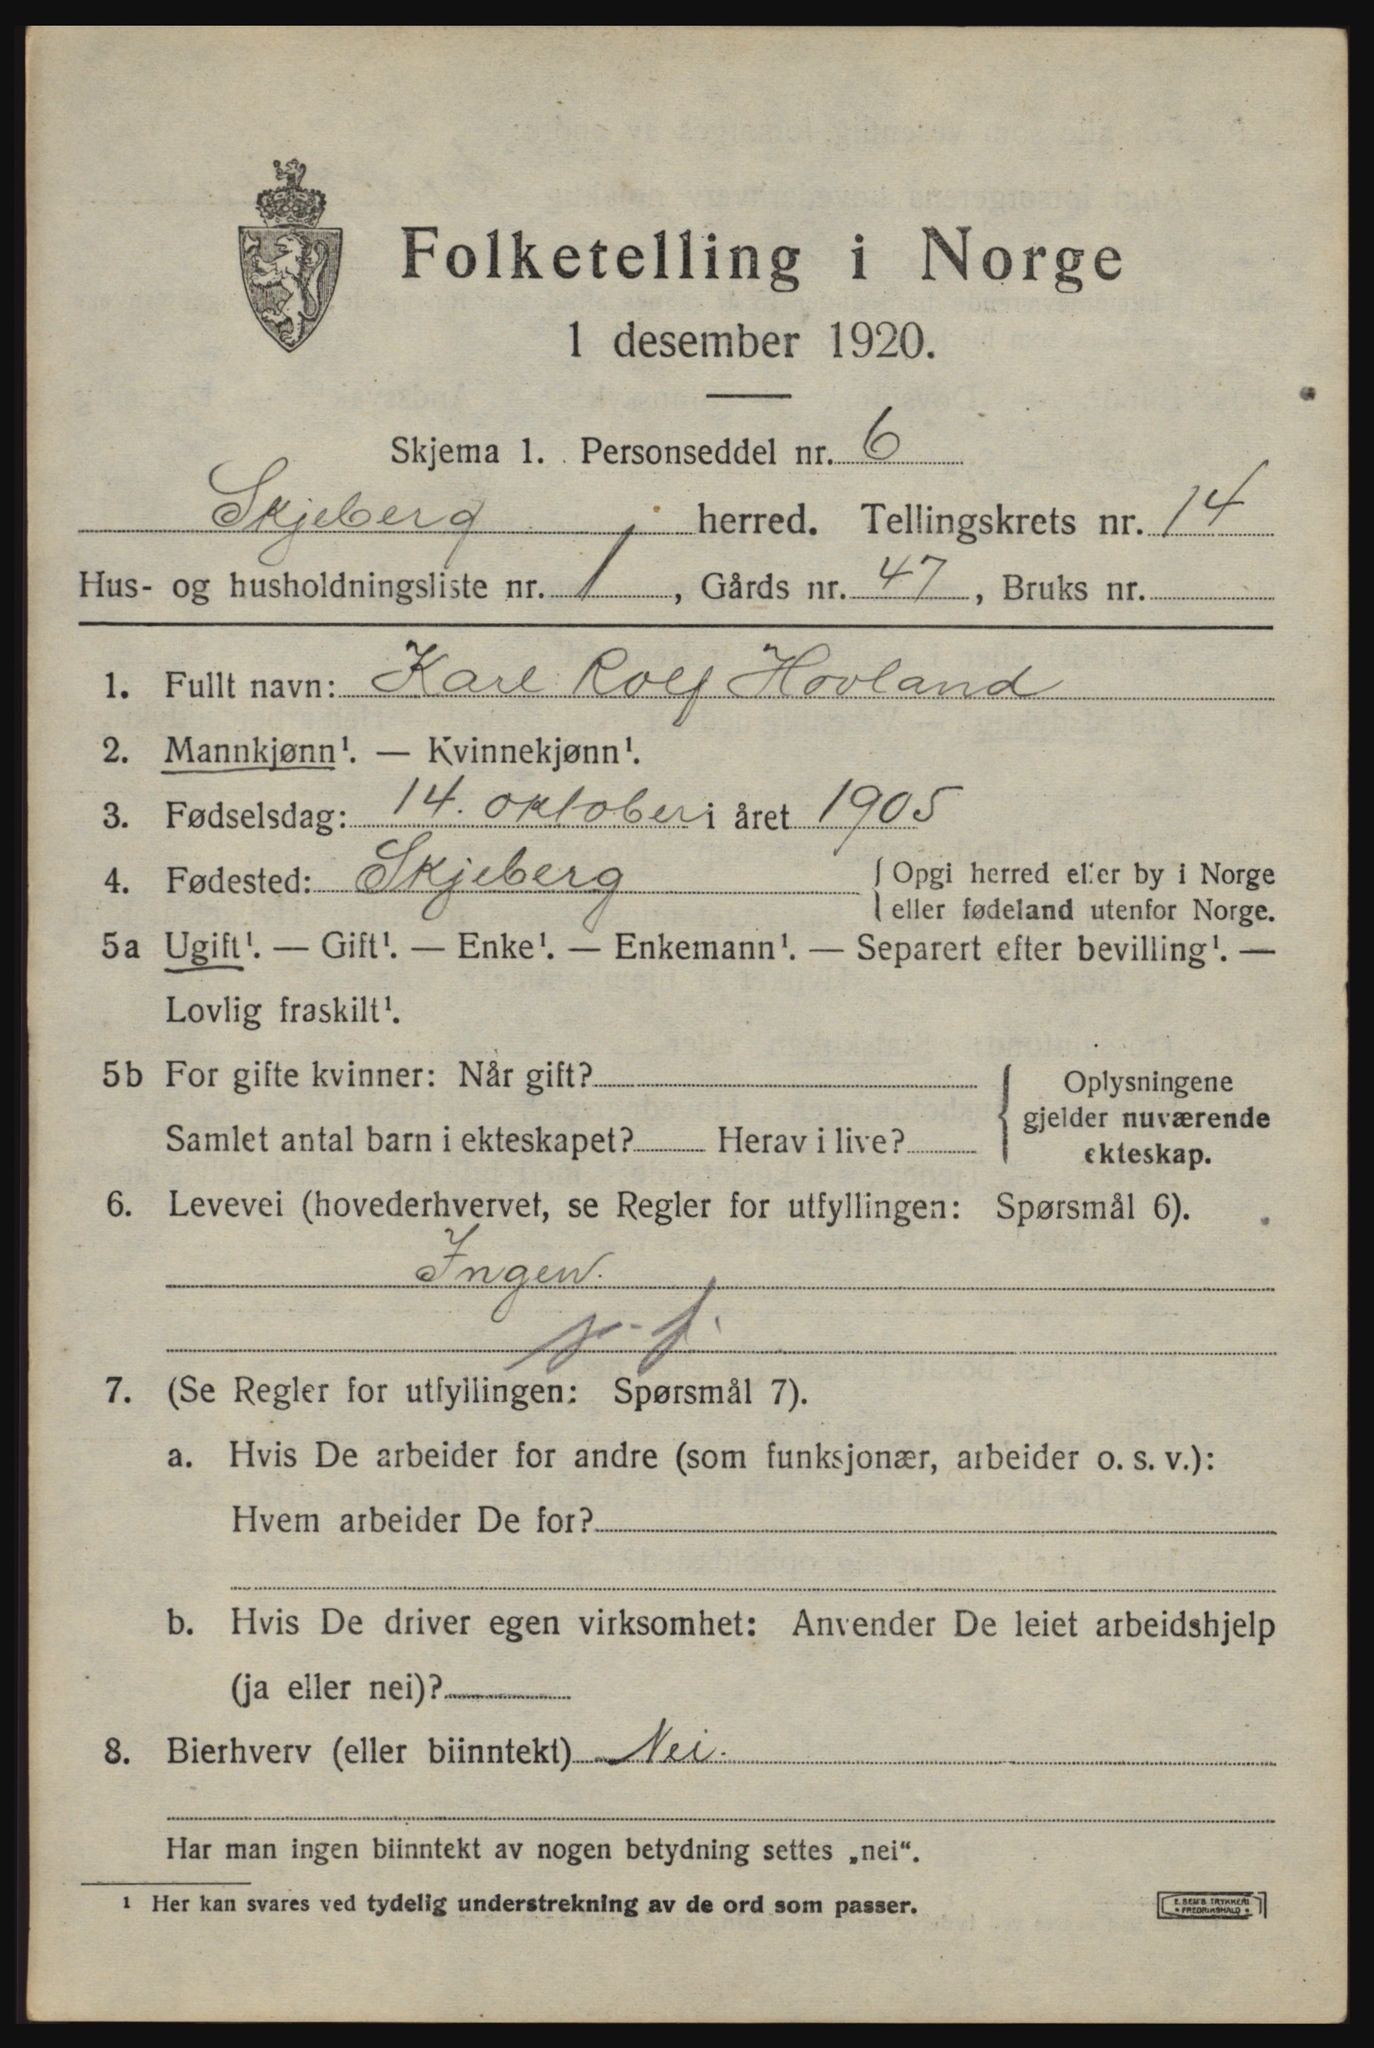 Folketelling i Norge
1 desember 1920.
Skjema 1. Personseddel nr. 6
Skjeberg herred. Tellingskrets nr. 14
Hus- og husholdningsliste nr. 1, Gårds nr. 47, Bruks nr.
1. Fullt navn: Karl Rolf Hovland
2. Mannkjønn¹. — Kvinnekjønn¹.
3. Fødselsdag: 14. oktober i året 1905
4. Fødested: Skjeberg { Opgi herred eller by i Norge
{ eller fødeland utenfor Norge.
5a Ugift¹. — Gift¹. — Enke¹. — Enkemann¹. — Separert efter bevilling¹. —
Lovlig fraskilt¹.
5b For gifte kvinner: Når gift? { Oplysningene
gjelder nuværende
Samlet antal barn i ekteskapet? Herav i live?
ekteskap.
6. Levevei (hovederhvervet, se Regler for utfyllingen: Spørsmål 6).
Ingen.
7. (Se Regler for utfyllingen: Spørsmål 7).
a. Hvis De arbeider for andre (som funksjonær, arbeider o. s. v.):
Hvem arbeider De for?
b. Hvis De driver egen virksomhet: Anvender De leiet arbeidshjelp
(ja eller nei)?
8. Bierhverv (eller biinntekt) Nei.
Har man ingen biinntekt av nogen betydning settes „nei“.
¹ Her kan svares ved tydelig understrekning av de ord som passer.
E. SEM'S TRYKKERI
• FREDRIKSHALD •